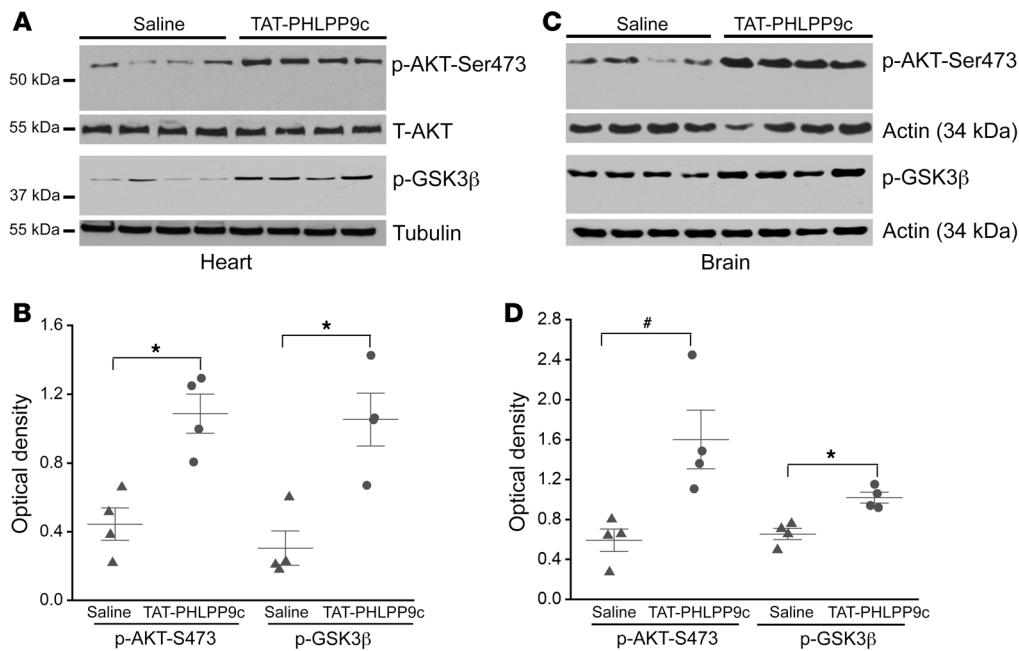 A
Saline TAT-PHLPP9c
50 kDa p-AKT-Ser473
55 kDa T-AKT
37 kDa p-GSK3β
55 kDa Tubulin
Heart
C
Saline TAT-PHLPP9c
p-AKT-Ser473
Actin (34 kDa)
p-GSK3β
Actin (34 kDa)
Brain
B
Optical density
1.6
1.2
0.8
0.4
0.0
* *
Saline TAT-PHLPP9c Saline TAT-PHLPP9c
p-AKT-S473 p-GSK3β
D
Optical density
2.8
2.4
2.0
1.6
1.2
0.8
0.4
0.0
# *
Saline TAT-PHLPP9c Saline TAT-PHLPP9c
p-AKT-S473 p-GSK3β